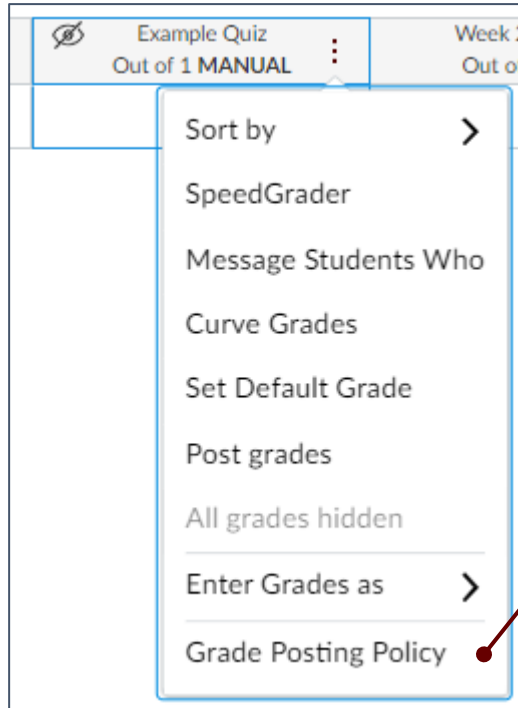 Example Quiz
Out of 1 MANUAL
Week
Out o
Sort by
SpeedGrader
Message Students Who
Curve Grades
Set Default Grade
Post grades
All grades hidden
Enter Grades as
Grade Posting Policy